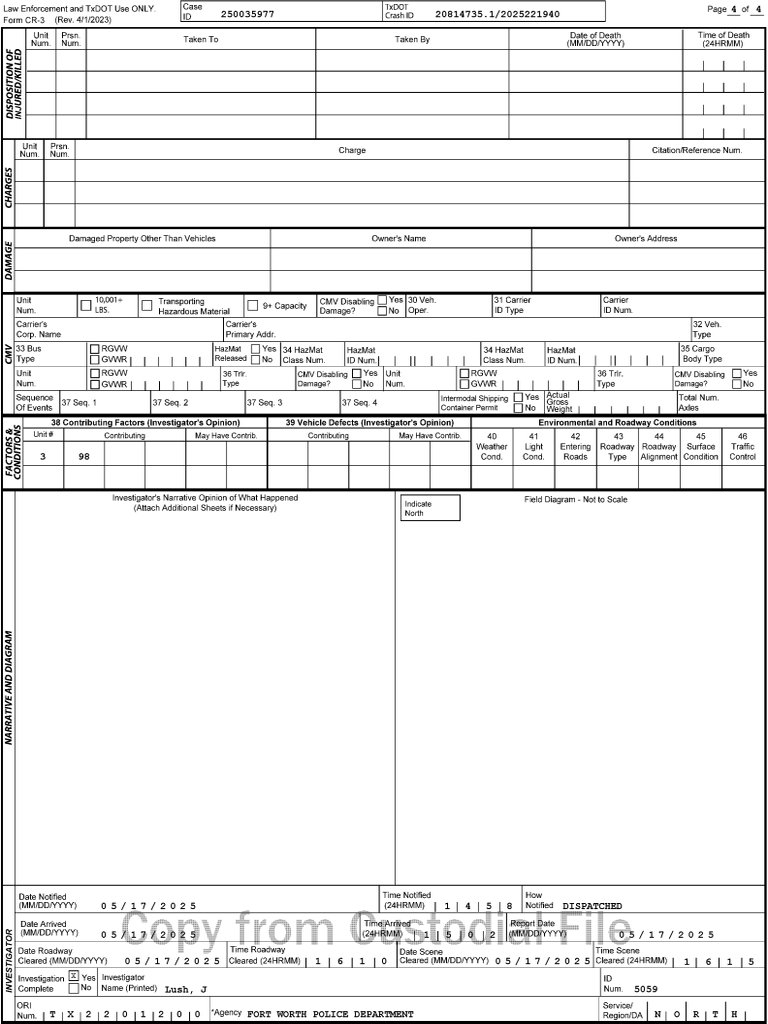 Law Enforcement and TxDOT Use ONLY.
Form CR-3 (Rev. 4/1/2023)
Case ID 250035977
TxDOT Crash ID 20814735.1/2025221940
Page 4 of 4
DISPOSITION OF INJURED/KILLED
Unit Num. Prsn. Num. Taken To Taken By Date of Death (MM/DD/YYYY) Time of Death (24HRMM)
CHARGES
Unit Num. Prsn. Num. Charge Citation/Reference Num.
DAMAGE
Damaged Property Other Than Vehicles Owner's Name Owner's Address
CMV
Unit Num. 10,001+ LBS. Transporting Hazardous Material 9+ Capacity CMV Disabling Damage? Yes No 30 Veh. Oper. 31 Carrier ID Type Carrier ID Num.
Carrier's Corp. Name Carrier's Primary Addr. 32 Veh. Type
33 Bus Type RGVW GVWR HazMat Released Yes No 34 HazMat Class Num. HazMat ID Num. 34 HazMat Class Num. HazMat ID Num. 35 Cargo Body Type
Unit Num. RGVW GVWR 36 Trlr. Type CMV Disabling Damage? Yes No Unit Num. RGVW GVWR 36 Trlr. Type CMV Disabling Damage? Yes No
Sequence Of Events 37 Seq. 1 37 Seq. 2 37 Seq. 3 37 Seq. 4 Intermodal Shipping Container Permit Yes No Actual Gross Weight Total Num. Axles
FACTORS & CONDITIONS
38 Contributing Factors (Investigator's Opinion) 39 Vehicle Defects (Investigator's Opinion) Environmental and Roadway Conditions
Unit # Contributing May Have Contrib. Contributing May Have Contrib. 40 Weather Cond. 41 Light Cond. 42 Entering Roads 43 Roadway Type 44 Roadway Alignment 45 Surface Condition 46 Traffic Control
3 98
NARRATIVE AND DIAGRAM
Investigator's Narrative Opinion of What Happened
(Attach Additional Sheets if Necessary)
Indicate North
Field Diagram - Not to Scale
INVESTIGATOR
Date Notified (MM/DD/YYYY) 05/17/2025 Time Notified (24HRMM) 1458 How Notified DISPATCHED
Date Arrived (MM/DD/YYYY) 05/17/2025 Time Arrived (24HRMM) 1502 Report Date (MM/DD/YYYY) 05/17/2025
Copy from Custodial File
Date Roadway Cleared (MM/DD/YYYY) 05/17/2025 Time Roadway Cleared (24HRMM) 1610 Date Scene Cleared (MM/DD/YYYY) 05/17/2025 Time Scene Cleared (24HRMM) 1615
Investigation Complete X Yes No Investigator Name (Printed) Lush, J ID Num. 5059
ORI Num. TX2201200 *Agency FORT WORTH POLICE DEPARTMENT Service/ Region/DA NORTH